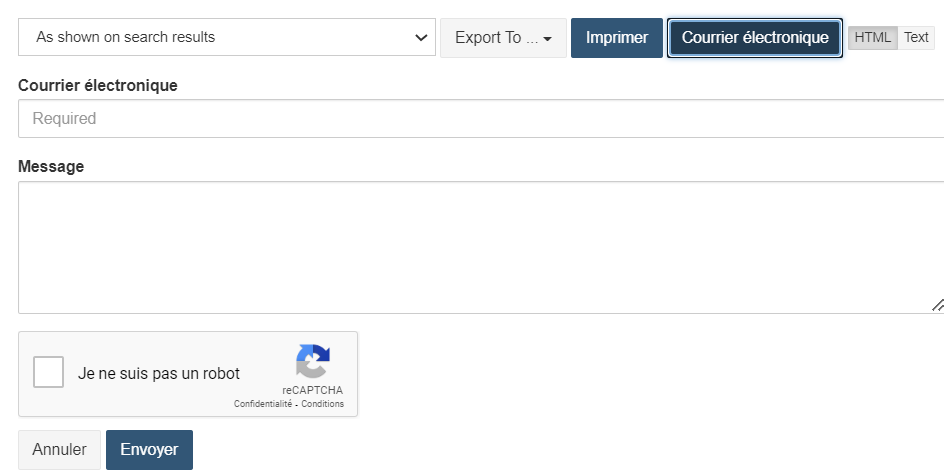 As shown on search results Export To ... Imprimer Courrier électronique HTML Text
Courrier électronique
Required
Message
Je ne suis pas un robot
reCAPTCHA
Confidentialité - Conditions
Annuler Envoyer